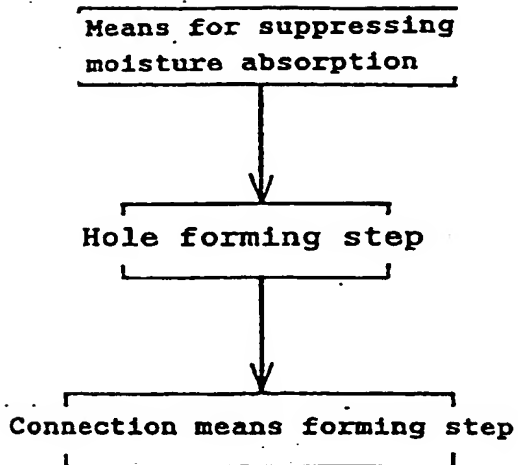 Means for suppressing
moisture absorption
Hole forming step
Connection means forming step